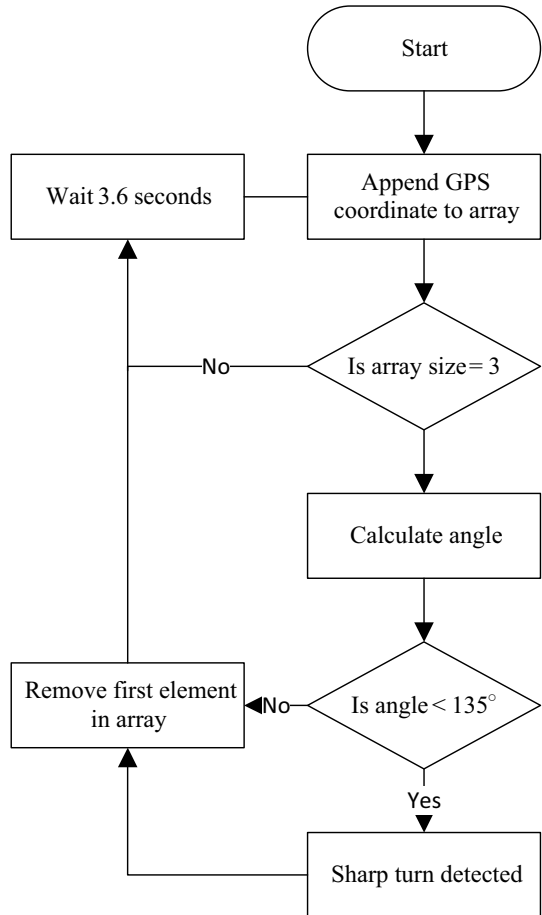 Start
Wait 3.6 seconds
Append GPS
coordinate to array
Is array size = 3
No
Calculate angle
Remove first element
in array
No
Is angle < 135°
Yes
Sharp turn detected